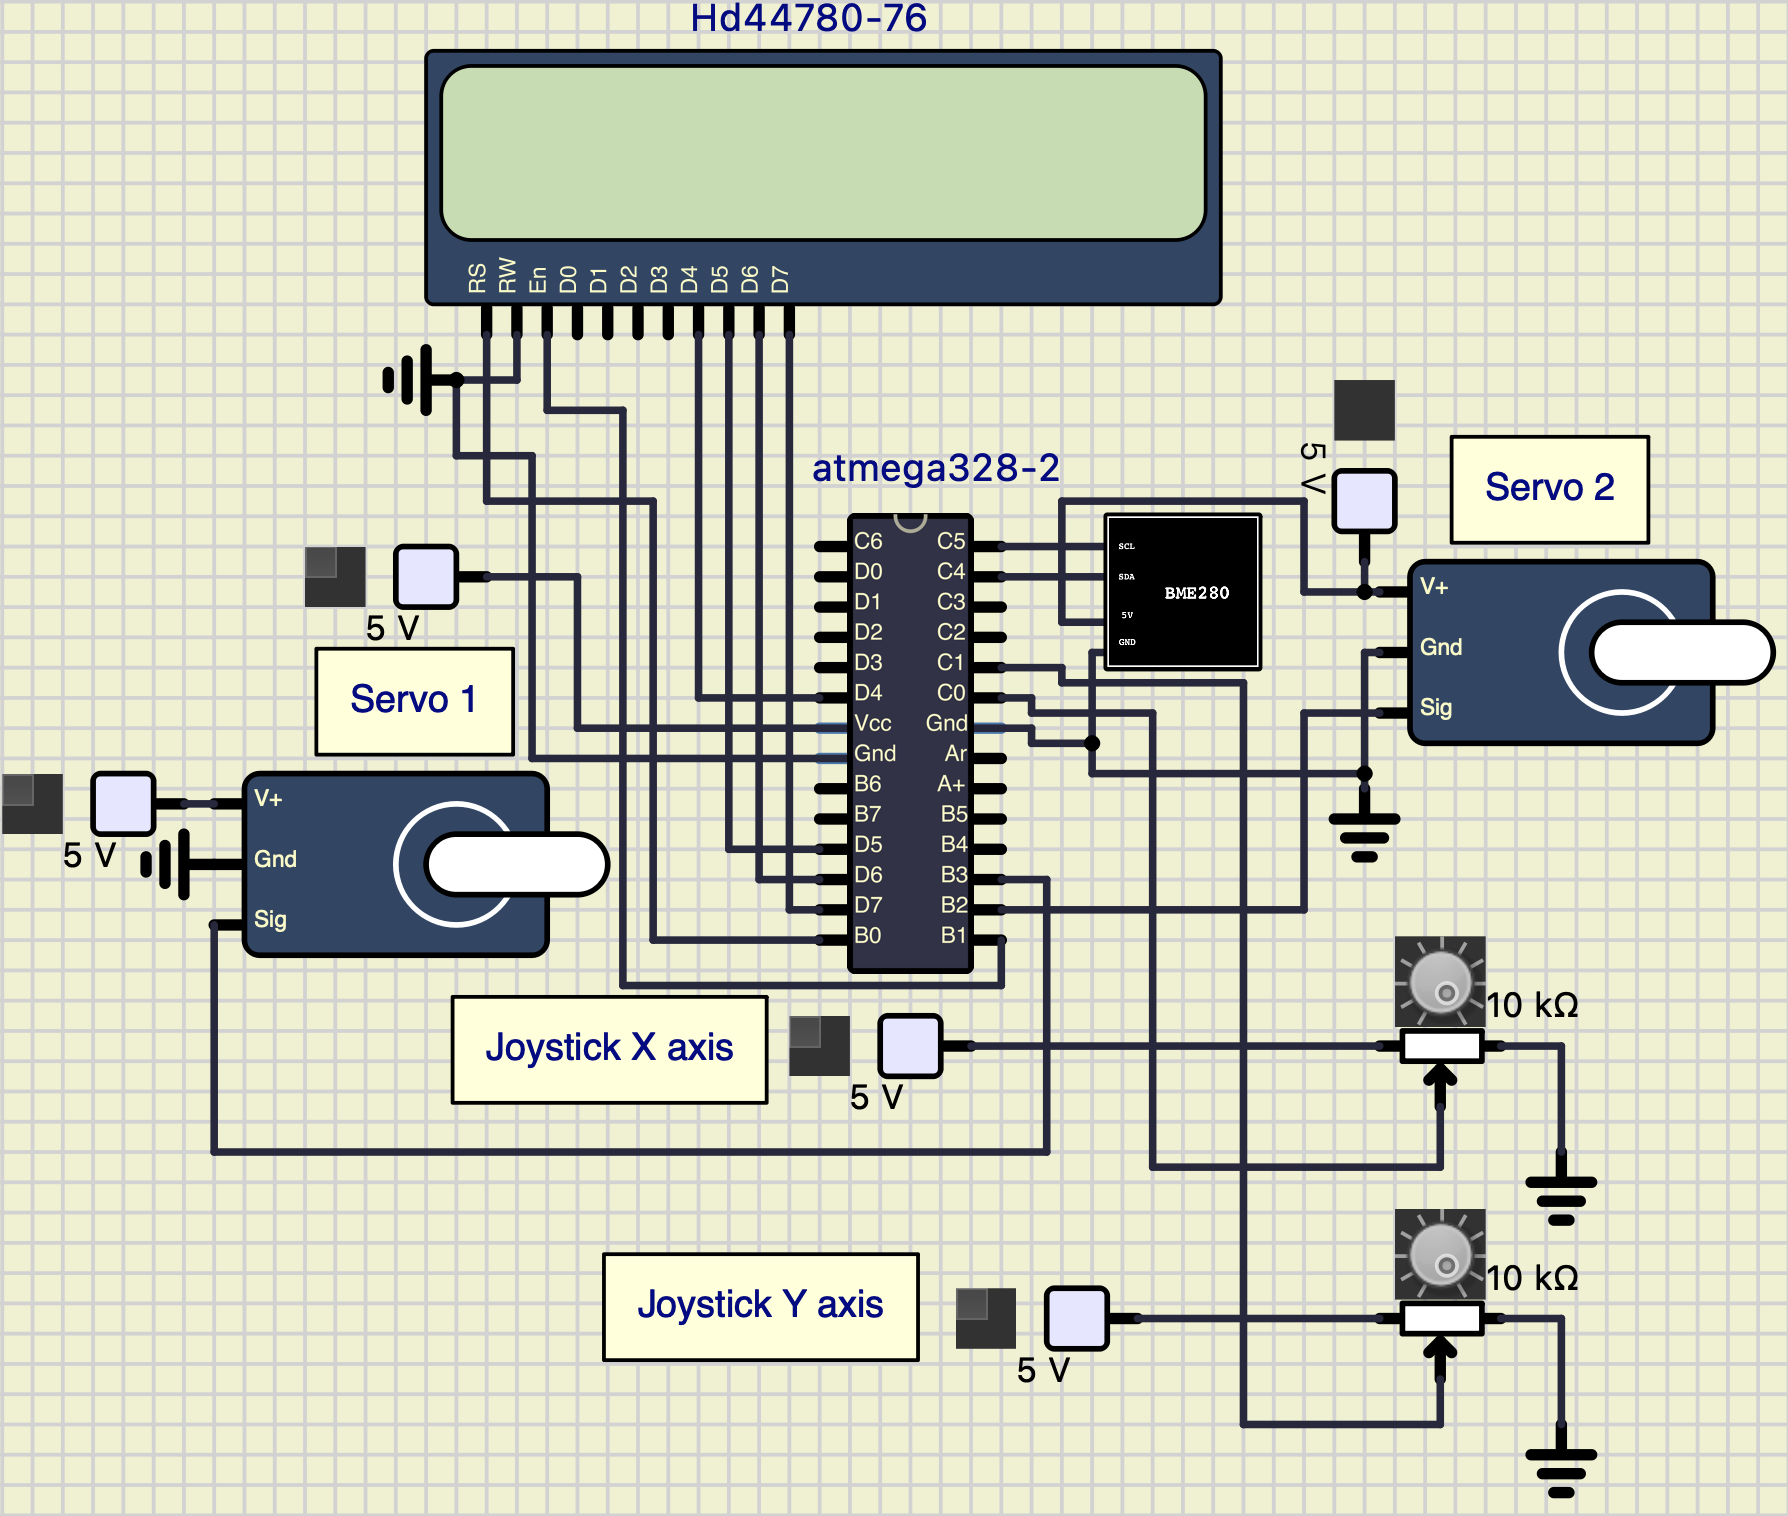 Hd44780-76
RS RW En D0 D1 D2 D3 D4 D5 D6 D7
atmega328-2
C6 C5
D0 C4
D1 C3
D2 C2
D3 C1
D4 C0
Vcc Gnd
Gnd Ar
B6 A+
B7 B5
D5 B4
D6 B3
D7 B2
B0 B1
SCL
SDA
BME280
5V
GND
5 V
Servo 2
V+
Gnd
Sig
5 V
Servo 1
5 V
V+
Gnd
Sig
Joystick X axis
5 V
10 kΩ
Joystick Y axis
5 V
10 kΩ